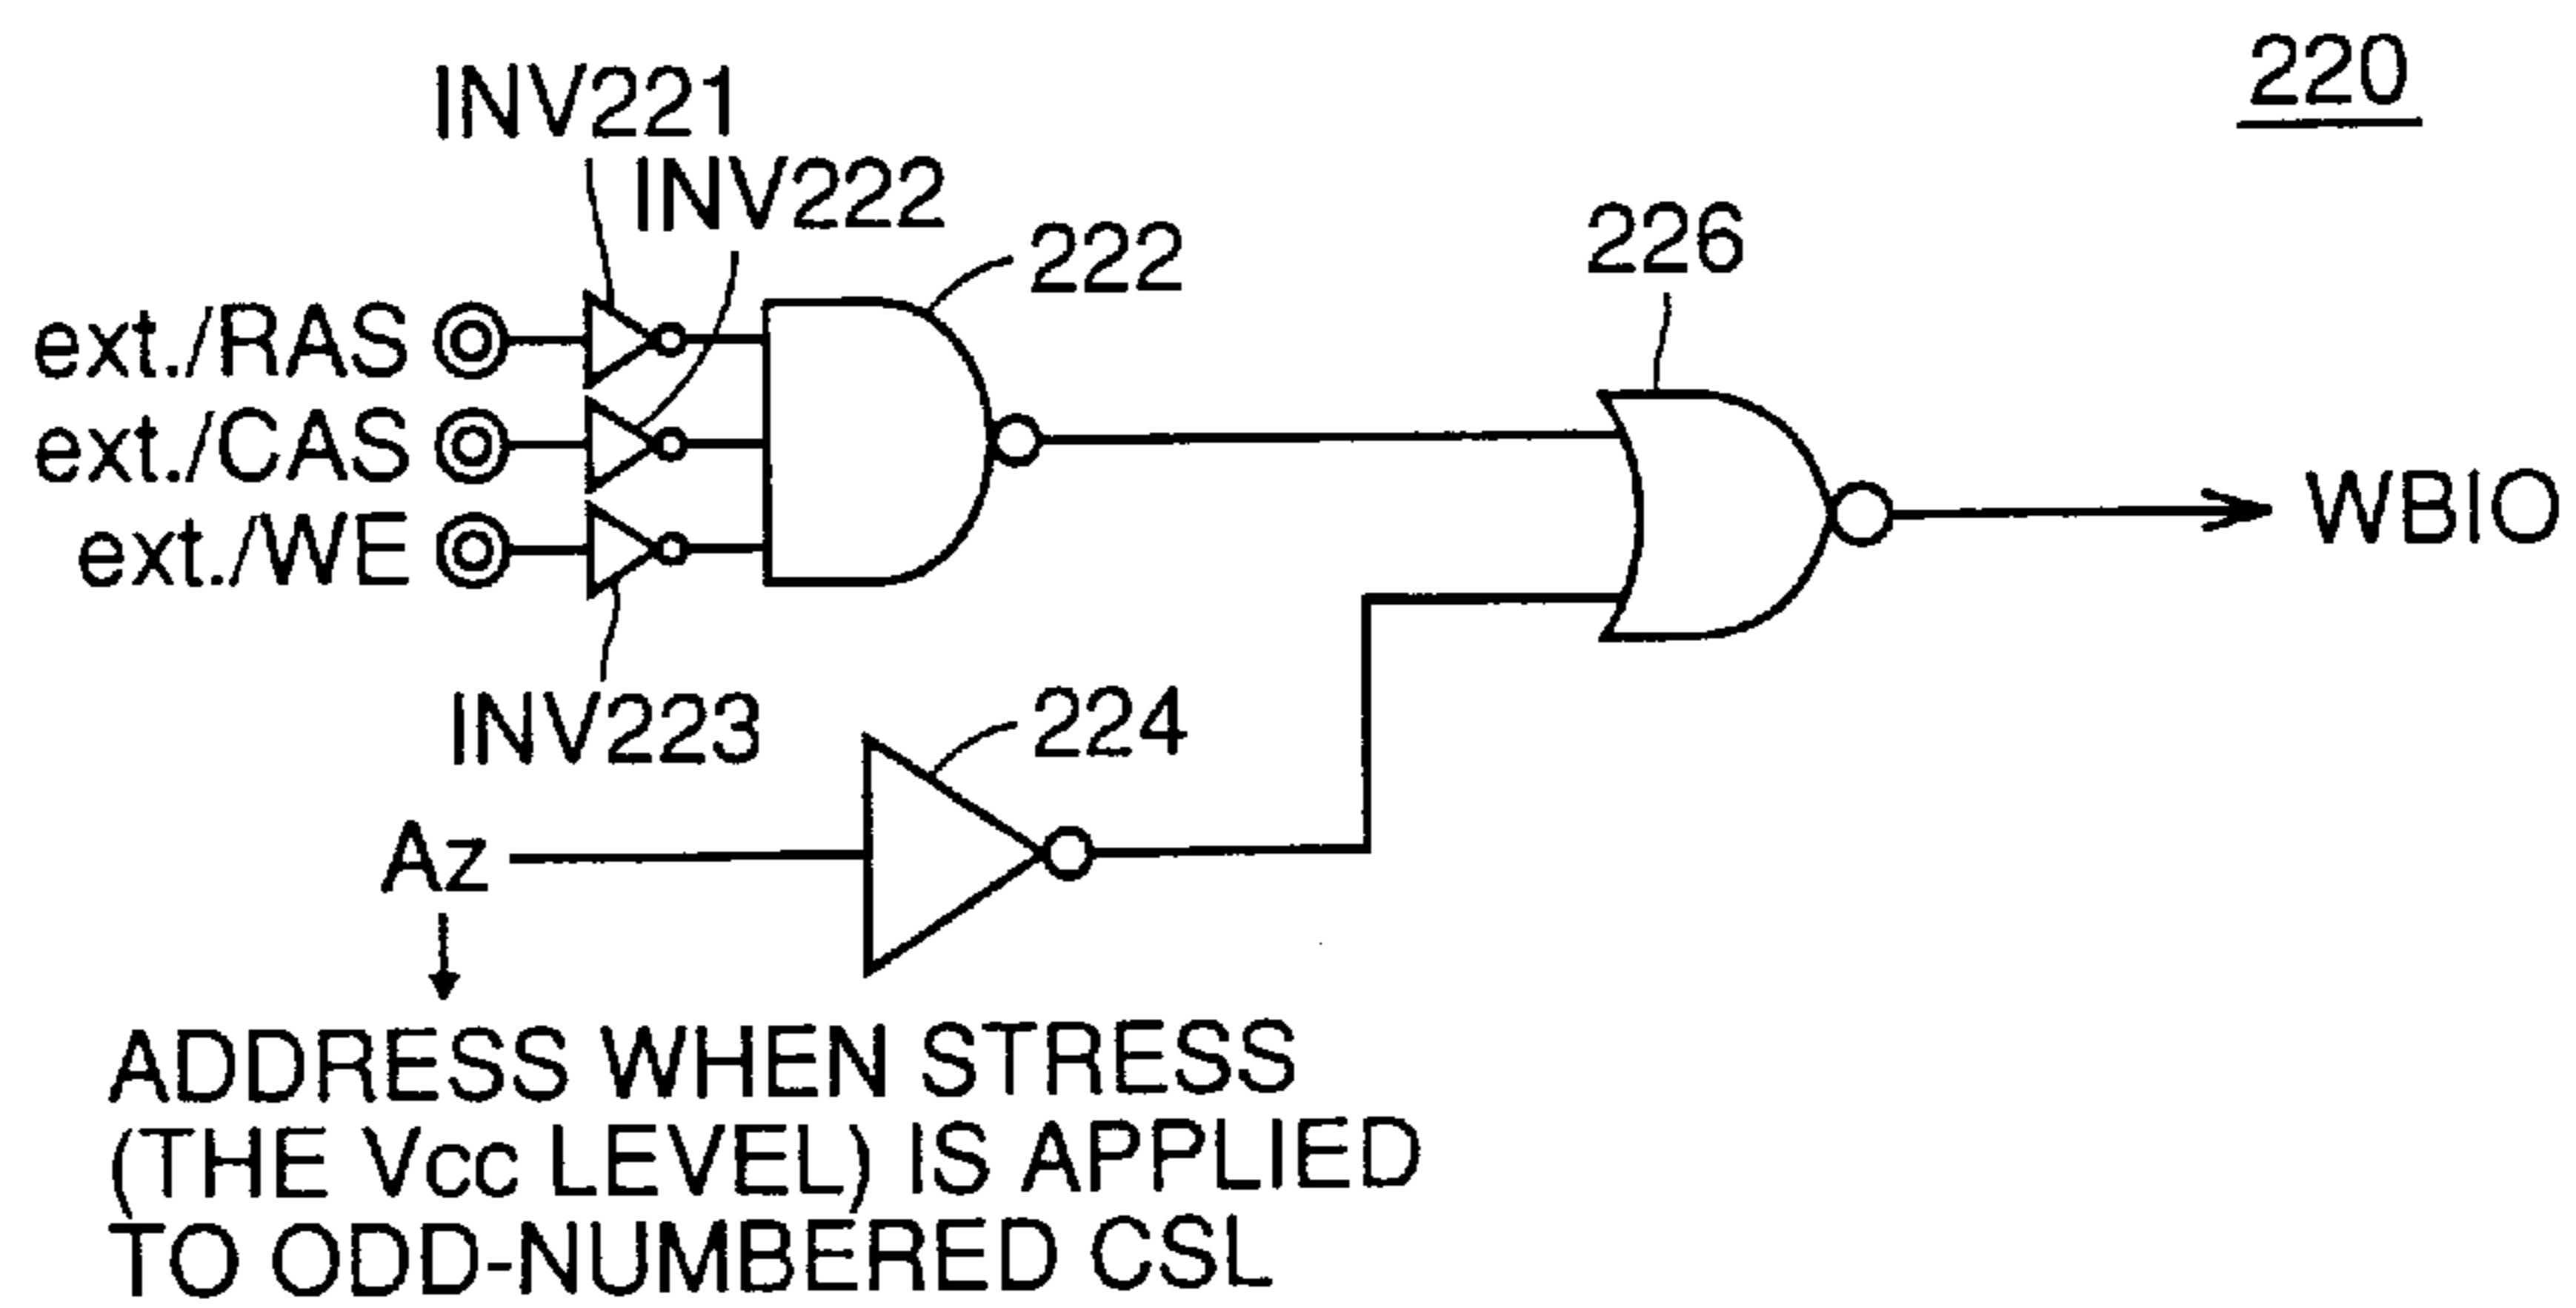 220
INV221
INV222
222
226
ext./RAS
ext./CAS
ext./WE
WBIO
INV223
224
Az
ADDRESS WHEN STRESS
(THE Vcc LEVEL) IS APPLIED
TO ODD-NUMBERED CSL